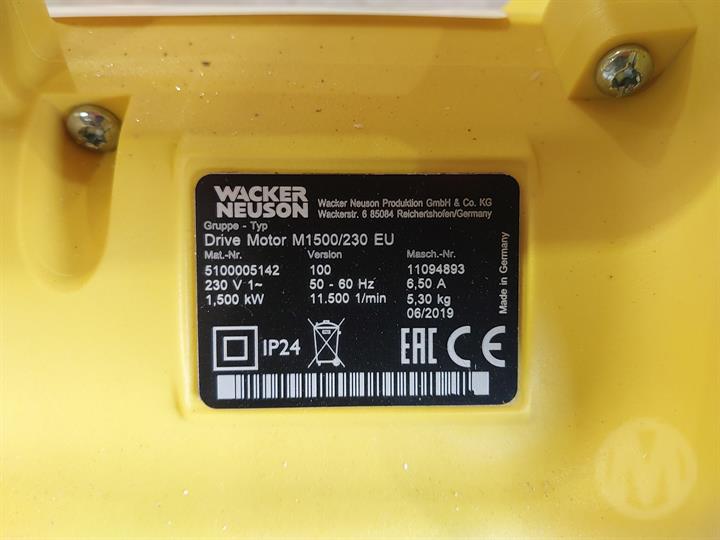 WACKER
NEUSON
Wacker Neuson Produktion GmbH & Co. KG
Wackerstr. 6 85084 Reichertshofen/Germany
Gruppe - Typ
Drive Motor M1500/230 EU
Mat.-Nr. Version Masch.-Nr.
5100005142 100 11094893
230 V 1~ 50 - 60 Hz 6,50 A
1,500 kW 11.500 1/min 5,30 kg
06/2019
Made in Germany
IP24 EAC CE
M